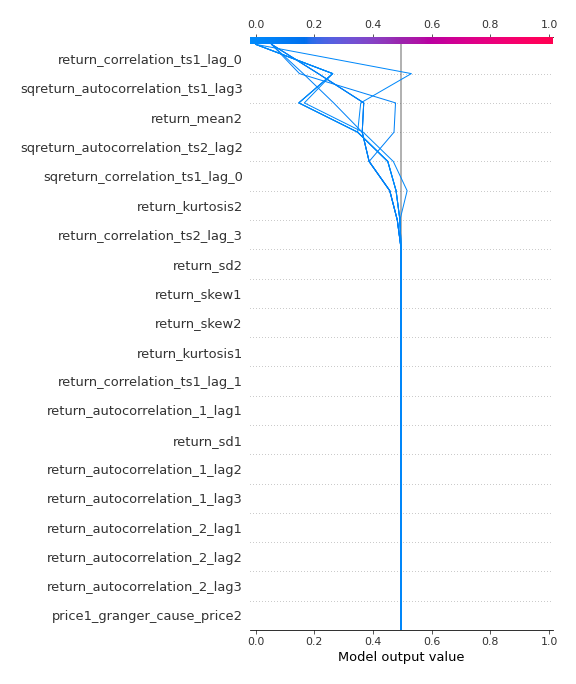 0.0 0.2 0.4 0.6 0.8 1.0
return_correlation_ts1_lag_0
sqreturn_autocorrelation_ts1_lag3
return_mean2
sqreturn_autocorrelation_ts2_lag2
sqreturn_correlation_ts1_lag_0
return_kurtosis2
return_correlation_ts2_lag_3
return_sd2
return_skew1
return_skew2
return_kurtosis1
return_correlation_ts1_lag_1
return_autocorrelation_1_lag1
return_sd1
return_autocorrelation_1_lag2
return_autocorrelation_1_lag3
return_autocorrelation_2_lag1
return_autocorrelation_2_lag2
return_autocorrelation_2_lag3
price1_granger_cause_price2
0.0 0.2 0.4 0.6 0.8 1.0
Model output value